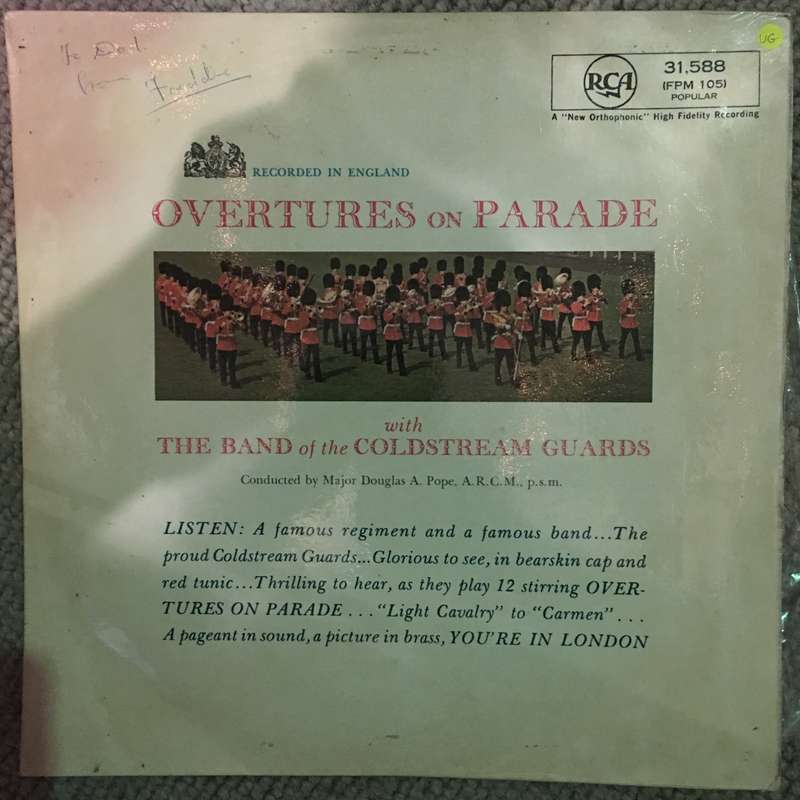 To Dad
from Freddie
UG
RCA
31,588
(FPM 105)
POPULAR
A "New Orthophonic" High Fidelity Recording
RECORDED IN ENGLAND
OVERTURES ON PARADE
with
THE BAND of the COLDSTREAM GUARDS
Conducted by Major Douglas A. Pope, A.R.C.M., p.s.m.
LISTEN: A famous regiment and a famous band...The
proud Coldstream Guards...Glorious to see, in bearskin cap and
red tunic...Thrilling to hear, as they play 12 stirring OVER-
TURES ON PARADE ... "Light Cavalry" to "Carmen" ...
A pageant in sound, a picture in brass, YOU'RE IN LONDON